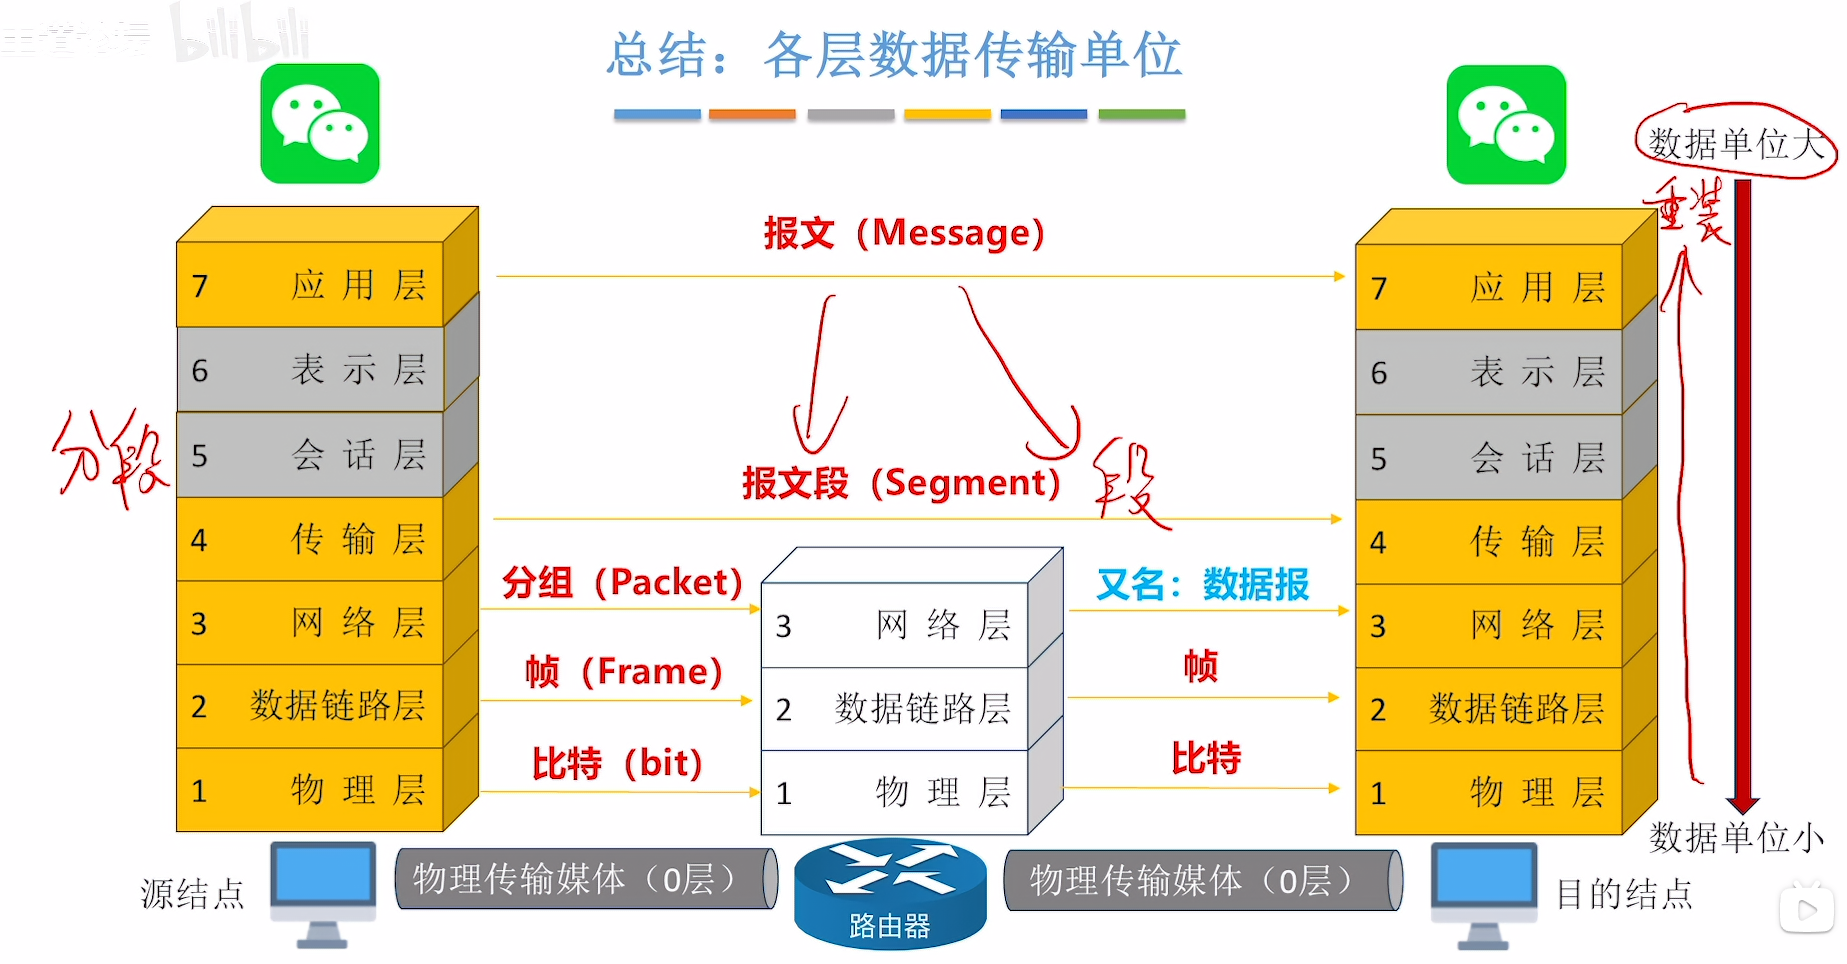 bilibili
总结：各层数据传输单位
数据单位大
重装
报文（Message）
7 应用层
6 表示层
5 会话层
4 传输层
3 网络层
2 数据链路层
1 物理层
分段
报文段（Segment）
段
分组（Packet）
又名：数据报
帧（Frame）
帧
比特（bit）
比特
3 网络层
2 数据链路层
1 物理层
7 应用层
6 表示层
5 会话层
4 传输层
3 网络层
2 数据链路层
1 物理层
数据单位小
源结点
物理传输媒体（0层）
路由器
物理传输媒体（0层）
目的结点